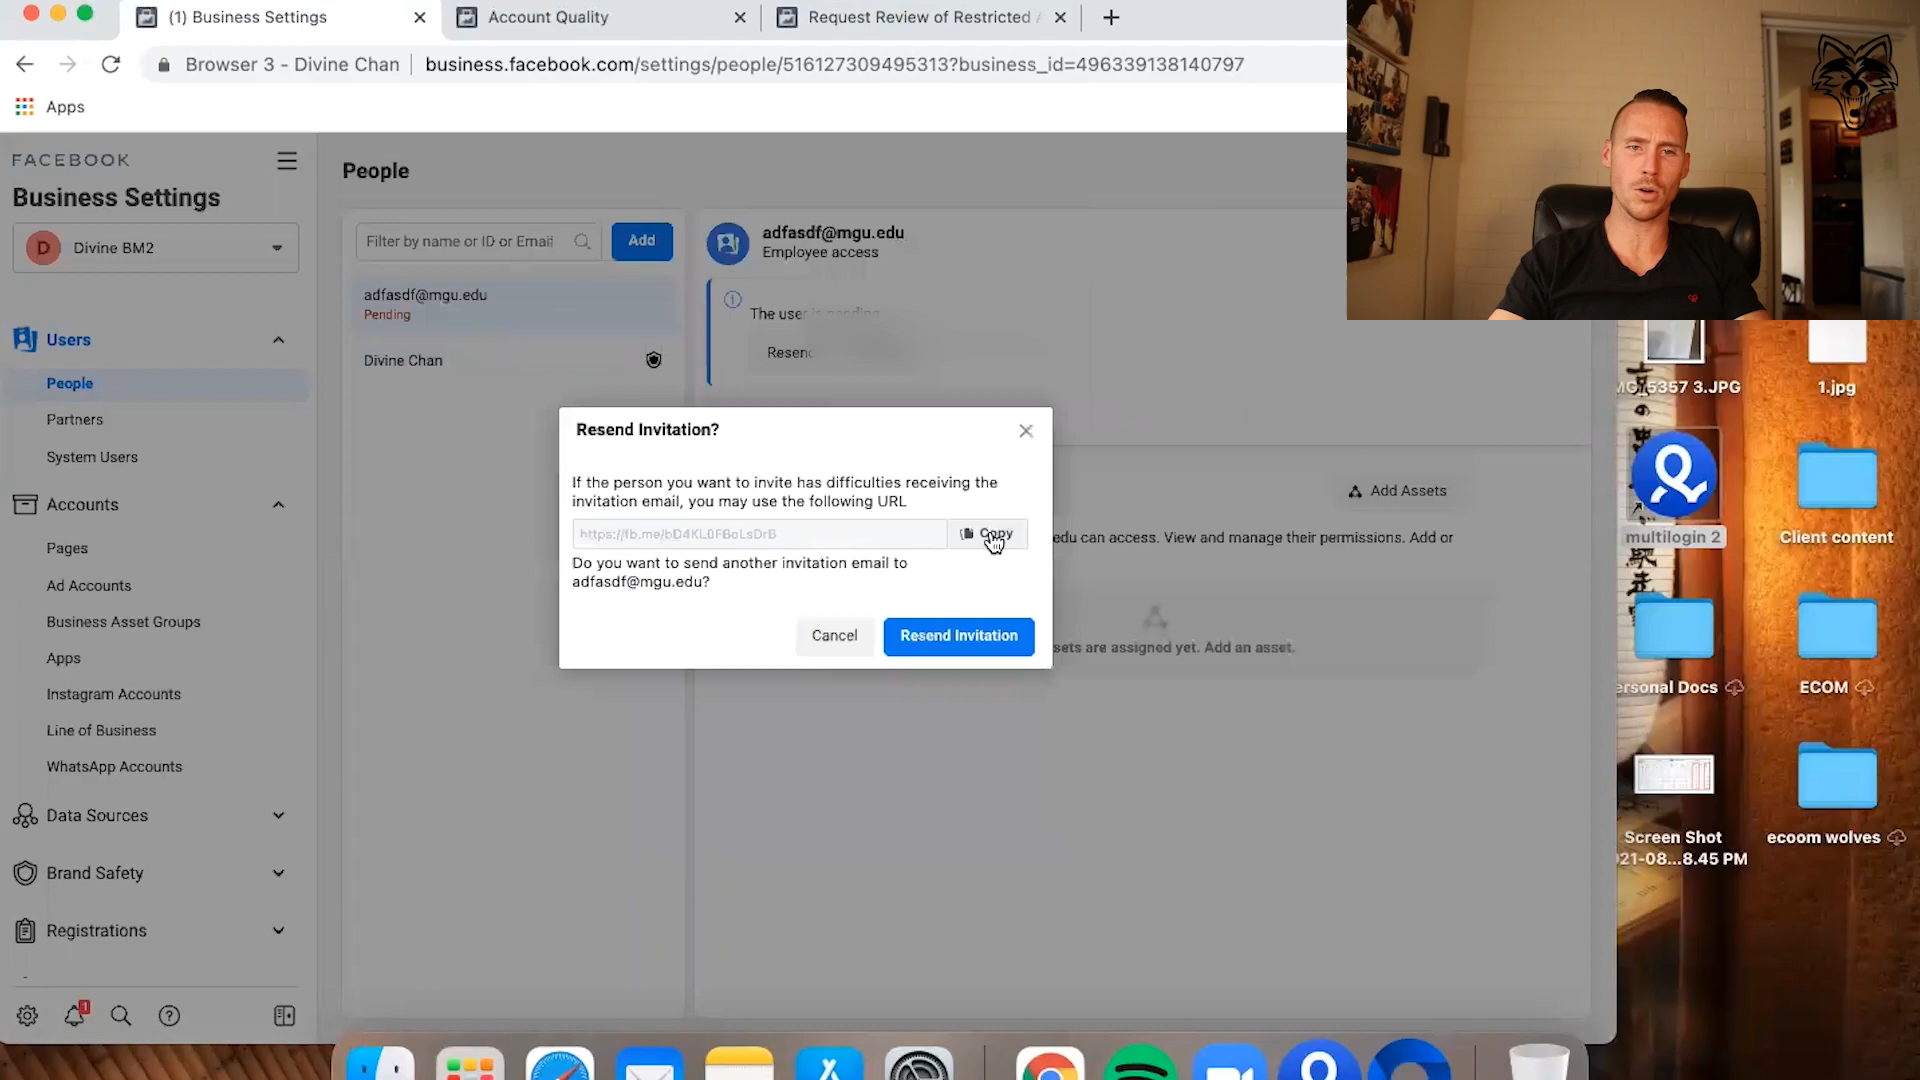 (1) Business Settings
Account Quality
Request Review of Restricted
Browser 3 - Divine Chan
business.facebook.com/settings/people/516127309495313?business_id=496339138140797
Apps
FACEBOOK
Business Settings
D
Divine BM2
Users
People
Partners
System Users
Accounts
Pages
Ad Accounts
Business Asset Groups
Apps
Instagram Accounts
Line of Business
WhatsApp Accounts
Data Sources
Brand Safety
Registrations
1
People
Filter by name or ID or Email
Add
adfasdf@mgu.edu
Pending
Divine Chan
adfasdf@mgu.edu
Employee access
The user is pending
Resend
Add Assets
edu can access. View and manage their permissions. Add or
sets are assigned yet. Add an asset.
Resend Invitation?
If the person you want to invite has difficulties receiving the
invitation email, you may use the following URL
Copy
Do you want to send another invitation email to
adfasdf@mgu.edu?
Cancel
Resend Invitation
5357 3.JPG
1.jpg
multilogin 2
Client content
ersonal Docs
ECOM
Screen Shot
21-08...8.45 PM
ecoom wolves